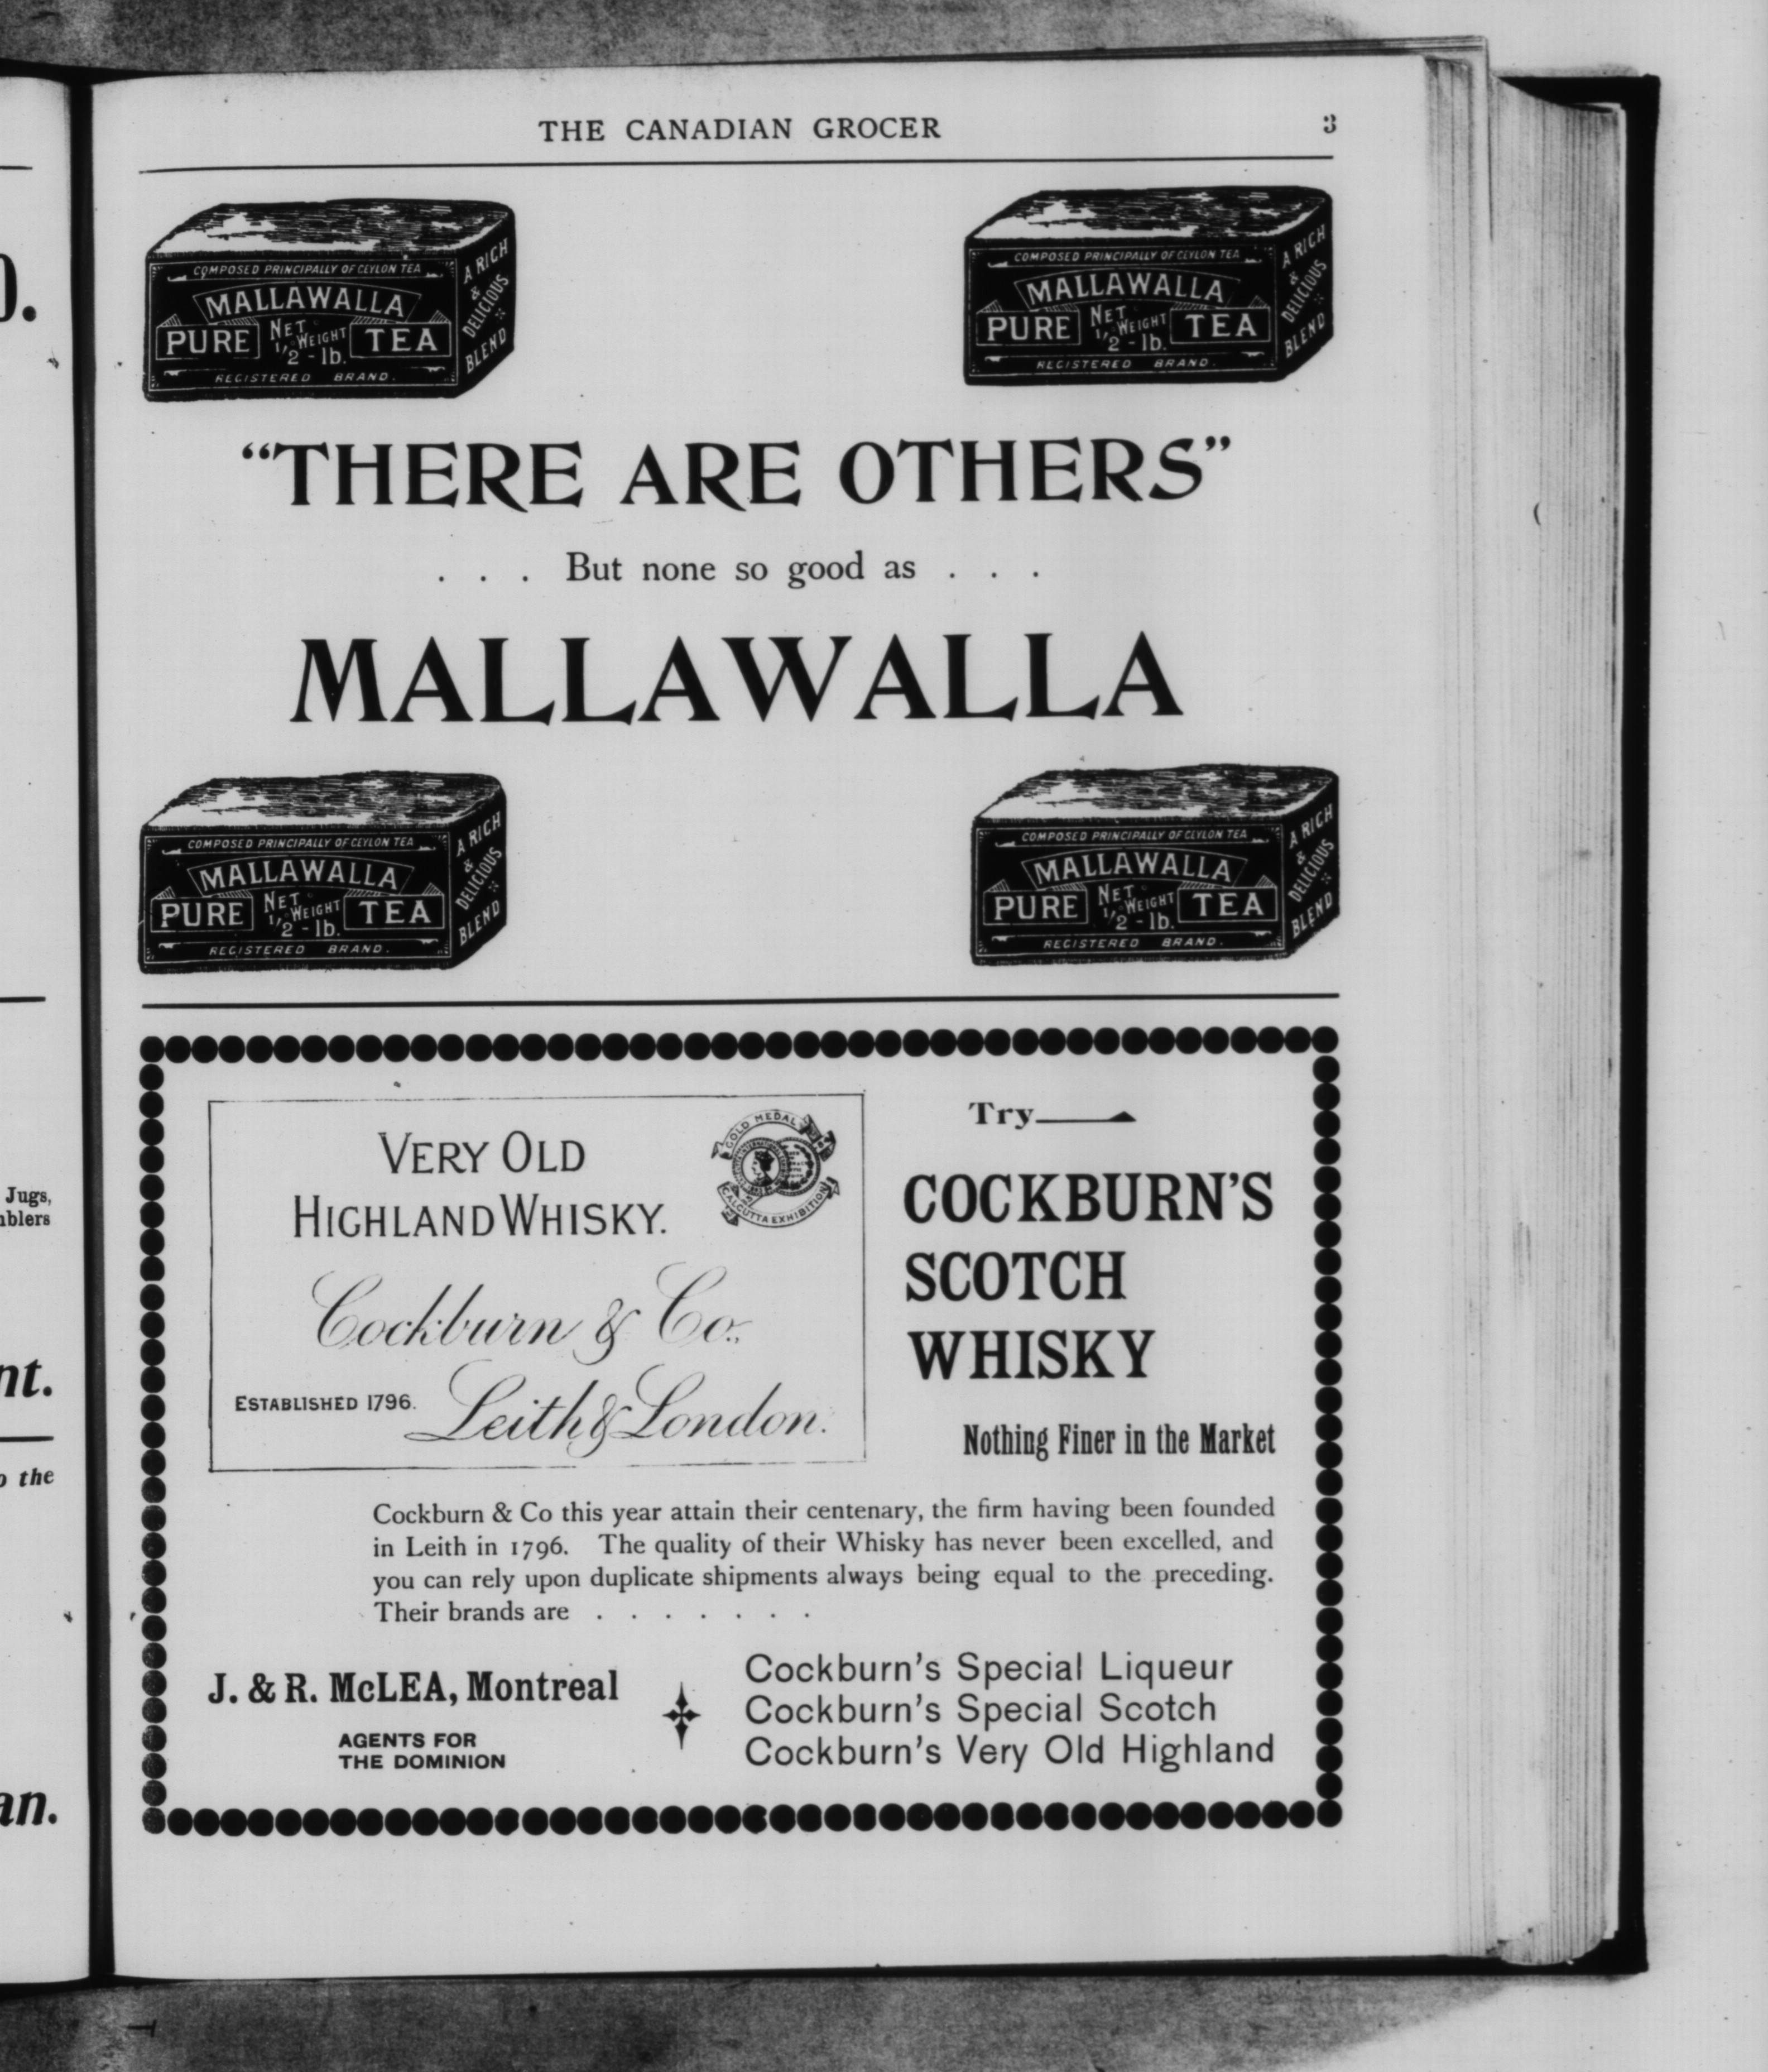 THE CANADIAN GROCER 3
COMPOSED PRINCIPALLY OF CEYLON TEA
MALLAWALLA
PURE NET WEIGHT 1/2-lb. TEA
REGISTERED BRAND.
A RICH
&
DELICIOUS
BLEND
COMPOSED PRINCIPALLY OF CEYLON TEA
MALLAWALLA
PURE NET WEIGHT 1/2-lb. TEA
REGISTERED BRAND.
A RICH
&
DELICIOUS
BLEND
“THERE ARE OTHERS”
. . . But none so good as . . .
MALLAWALLA
COMPOSED PRINCIPALLY OF CEYLON TEA
MALLAWALLA
PURE NET WEIGHT 1/2-lb. TEA
REGISTERED BRAND.
A RICH
&
DELICIOUS
BLEND
COMPOSED PRINCIPALLY OF CEYLON TEA
MALLAWALLA
PURE NET WEIGHT 1/2-lb. TEA
REGISTERED BRAND.
A RICH
&
DELICIOUS
BLEND
VERY OLD
HIGHLAND WHISKY.
GOLD MEDAL
CALCUTTA EXHIBITION
Cockburn & Co.,
ESTABLISHED 1796.
Leith & London.
Try
COCKBURN'S
SCOTCH
WHISKY
Nothing Finer in the Market
Cockburn & Co this year attain their centenary, the firm having been founded
in Leith in 1796. The quality of their Whisky has never been excelled, and
you can rely upon duplicate shipments always being equal to the preceding.
Their brands are . . . . . . .
J. & R. McLEA, Montreal
AGENTS FOR
THE DOMINION
Cockburn's Special Liqueur
Cockburn's Special Scotch
Cockburn's Very Old Highland
Jugs,
the